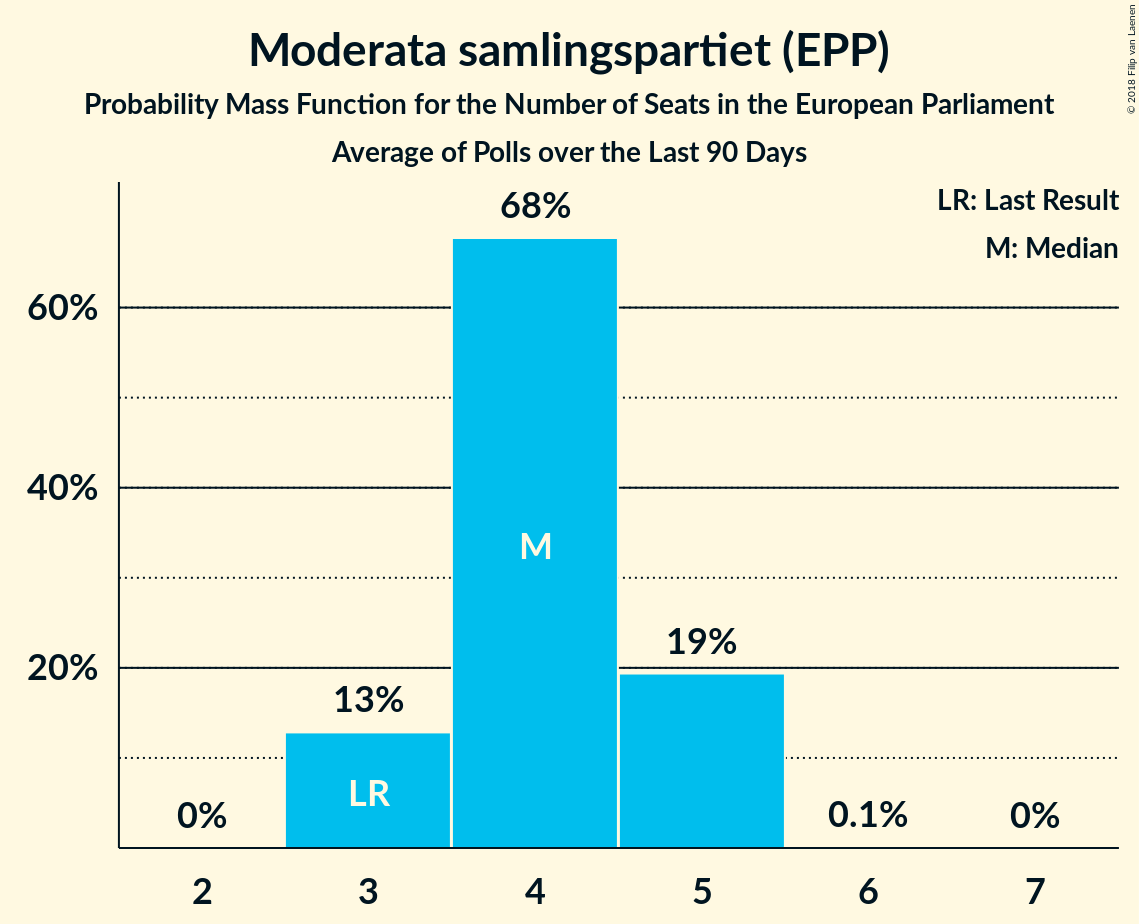 Moderata samlingspartiet (EPP)
Probability Mass Function for the Number of Seats in the European Parliament
Average of Polls over the Last 90 Days
© 2018 Filip van Laenen
LR: Last Result
M: Median
68%
60%
40%
M
20%
19%
13%
LR
0%
0.1%
0%
2 3 4 5 6 7